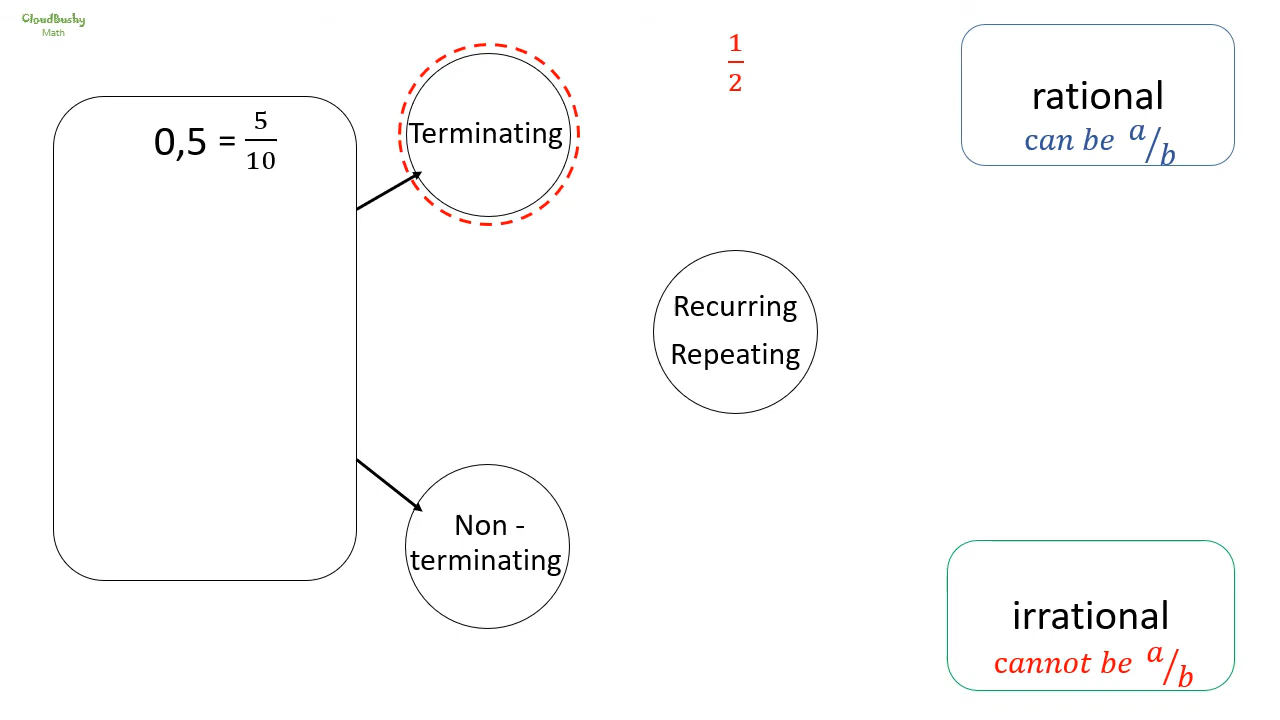 CloudBushy
Math
0,5 = 5/10
Terminating
1/2
rational
can be a/b
Recurring
Repeating
Non -
terminating
irrational
cannot be a/b